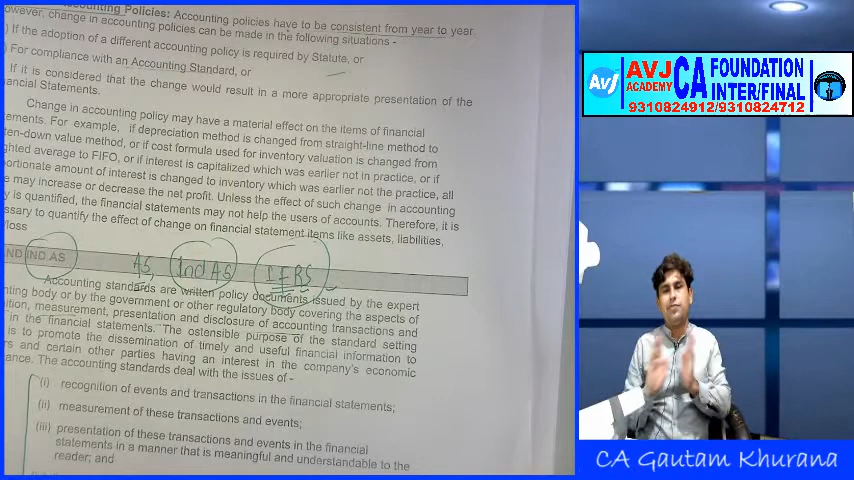 ccounting Policies: Accounting policies have to be consistent from year to year.
owever, change in accounting policies can be made in the following situations -
) If the adoption of a different accounting policy is required by Statute, or
) For compliance with an Accounting Standard, or
If it is considered that the change would result in a more appropriate presentation of the
ancial Statements.
Change in accounting policy may have a material effect on the items of financial
tements. For example, if depreciation method is changed from straight-line method to
ten-down value method, or if cost formula used for inventory valuation is changed from
ghted average to FIFO, or if interest is capitalized which was earlier not in practice, or if
portionate amount of interest is changed to inventory which was earlier not the practice, all
e may increase or decrease the net profit. Unless the effect of such change in accounting
y is quantified, the financial statements may not help the users of accounts. Therefore, it is
ssary to quantify the effect of change on financial statement items like assets, liabilities,
/loss
AND IND AS
AS, Ind AS IFRS
Accounting standards are written policy documents issued by the expert
nting body or by the government or other regulatory body covering the aspects of
ition, measurement, presentation and disclosure of accounting transactions and
in the financial statements. The ostensible purpose of the standard setting
is to promote the dissemination of timely and useful financial information to
rs and certain other parties having an interest in the company's economic
ance. The accounting standards deal with the issues of -
(i) recognition of events and transactions in the financial statements;
(ii) measurement of these transactions and events;
(iii) presentation of these transactions and events in the financial
statements in a manner that is meaningful and understandable to the
reader; and
AVJ
AVJ ACADEMY
CA FOUNDATION
INTER/FINAL
9310824912/9310824712
CA Gautam Khurana